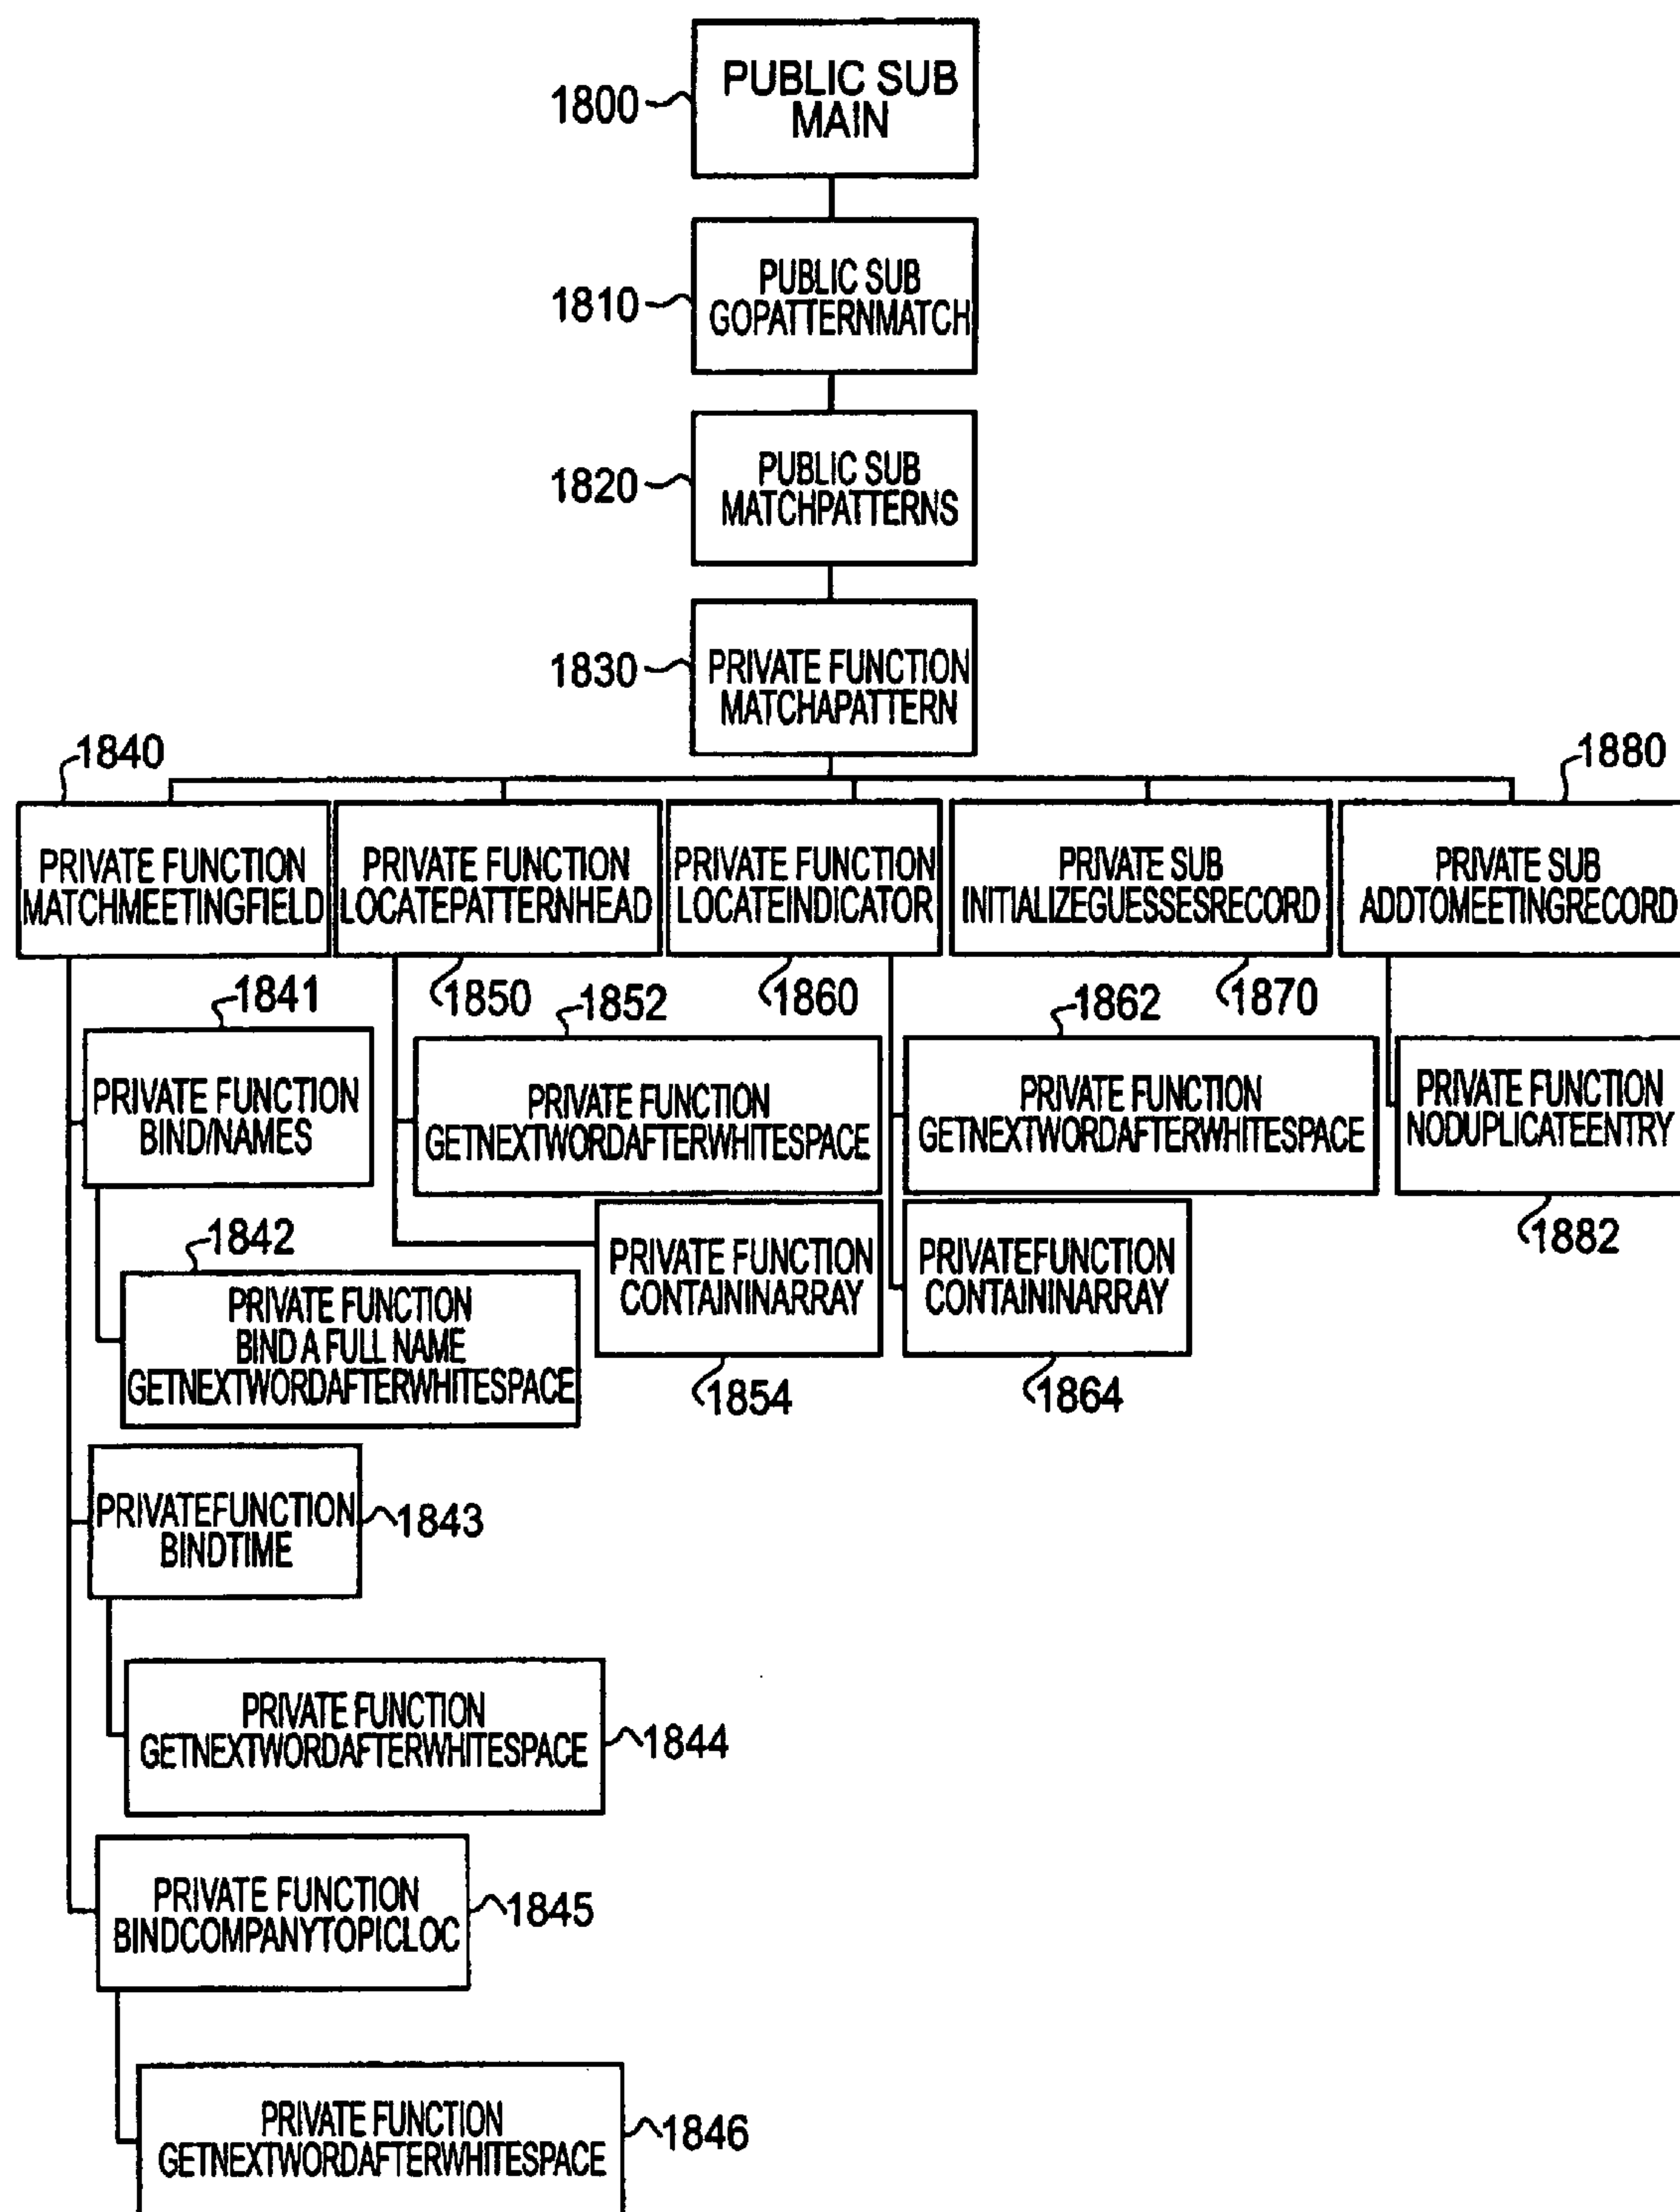 1800
PUBLIC SUB
MAIN
1810
PUBLIC SUB
GOPATTERNMATCH
1820
PUBLIC SUB
MATCHPATTERNS
1830
PRIVATE FUNCTION
MATCHAPATTERN
1840
1880
PRIVATE FUNCTION
MATCHMEETINGFIELD
PRIVATE FUNCTION
LOCATEPATTERNHEAD
PRIVATE FUNCTION
LOCATEINDICATOR
PRIVATE SUB
INITIALIZEGUESSESRECORD
PRIVATE SUB
ADDTOMEETINGRECORD
1850
1860
1870
1841
1852
1862
PRIVATE FUNCTION
BIND/NAMES
PRIVATE FUNCTION
GETNEXTWORDAFTERWHITESPACE
PRIVATE FUNCTION
GETNEXTWORDAFTERWHITESPACE
PRIVATE FUNCTION
NODUPLICATEENTRY
1882
1842
PRIVATE FUNCTION
BIND A FULL NAME
GETNEXTWORDAFTERWHITESPACE
PRIVATE FUNCTION
CONTAININARRAY
PRIVATEFUNCTION
CONTAININARRAY
1854
1864
PRIVATEFUNCTION
BINDTIME
1843
PRIVATE FUNCTION
GETNEXTWORDAFTERWHITESPACE
1844
PRIVATE FUNCTION
BINDCOMPANYTOPICLOC
1845
PRIVATE FUNCTION
GETNEXTWORDAFTERWHITESPACE
1846